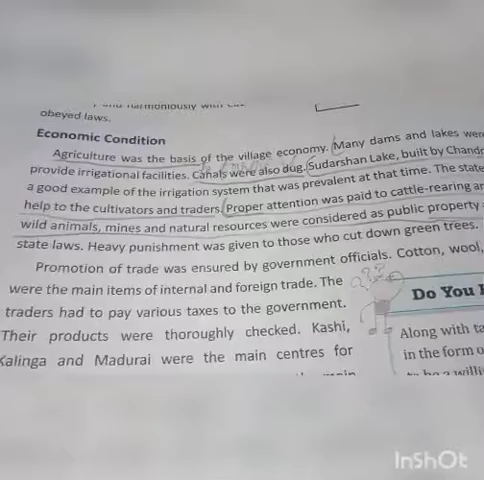 harmoniously
obeyed laws.
Economic Condition
Agriculture was the basis of the village economy. Many dams and lakes wer
provide irrigational facilities. Canals were also dug. Sudarshan Lake, built by Chandr
a good example of the irrigation system that was prevalent at that time. The state
help to the cultivators and traders. Proper attention was paid to cattle-rearing an
wild animals, mines and natural resources were considered as public property
state laws. Heavy punishment was given to those who cut down green trees.
Promotion of trade was ensured by government officials. Cotton, wool,
were the main items of internal and foreign trade. The
traders had to pay various taxes to the government.
Their products were thoroughly checked. Kashi,
Kalinga and Madurai were the main centres for
Do You
Along with ta
in the form o
InShOt